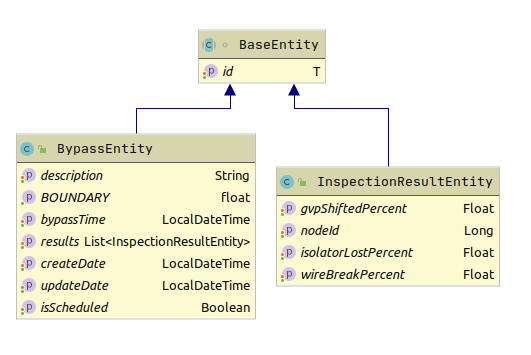 BaseEntity
id T
BypassEntity
description String
BOUNDARY float
bypassTime LocalDateTime
results List<InspectionResultEntity>
createDate LocalDateTime
updateDate LocalDateTime
isScheduled Boolean
InspectionResultEntity
gvpShiftedPercent Float
nodeId Long
isolatorLostPercent Float
wireBreakPercent Float